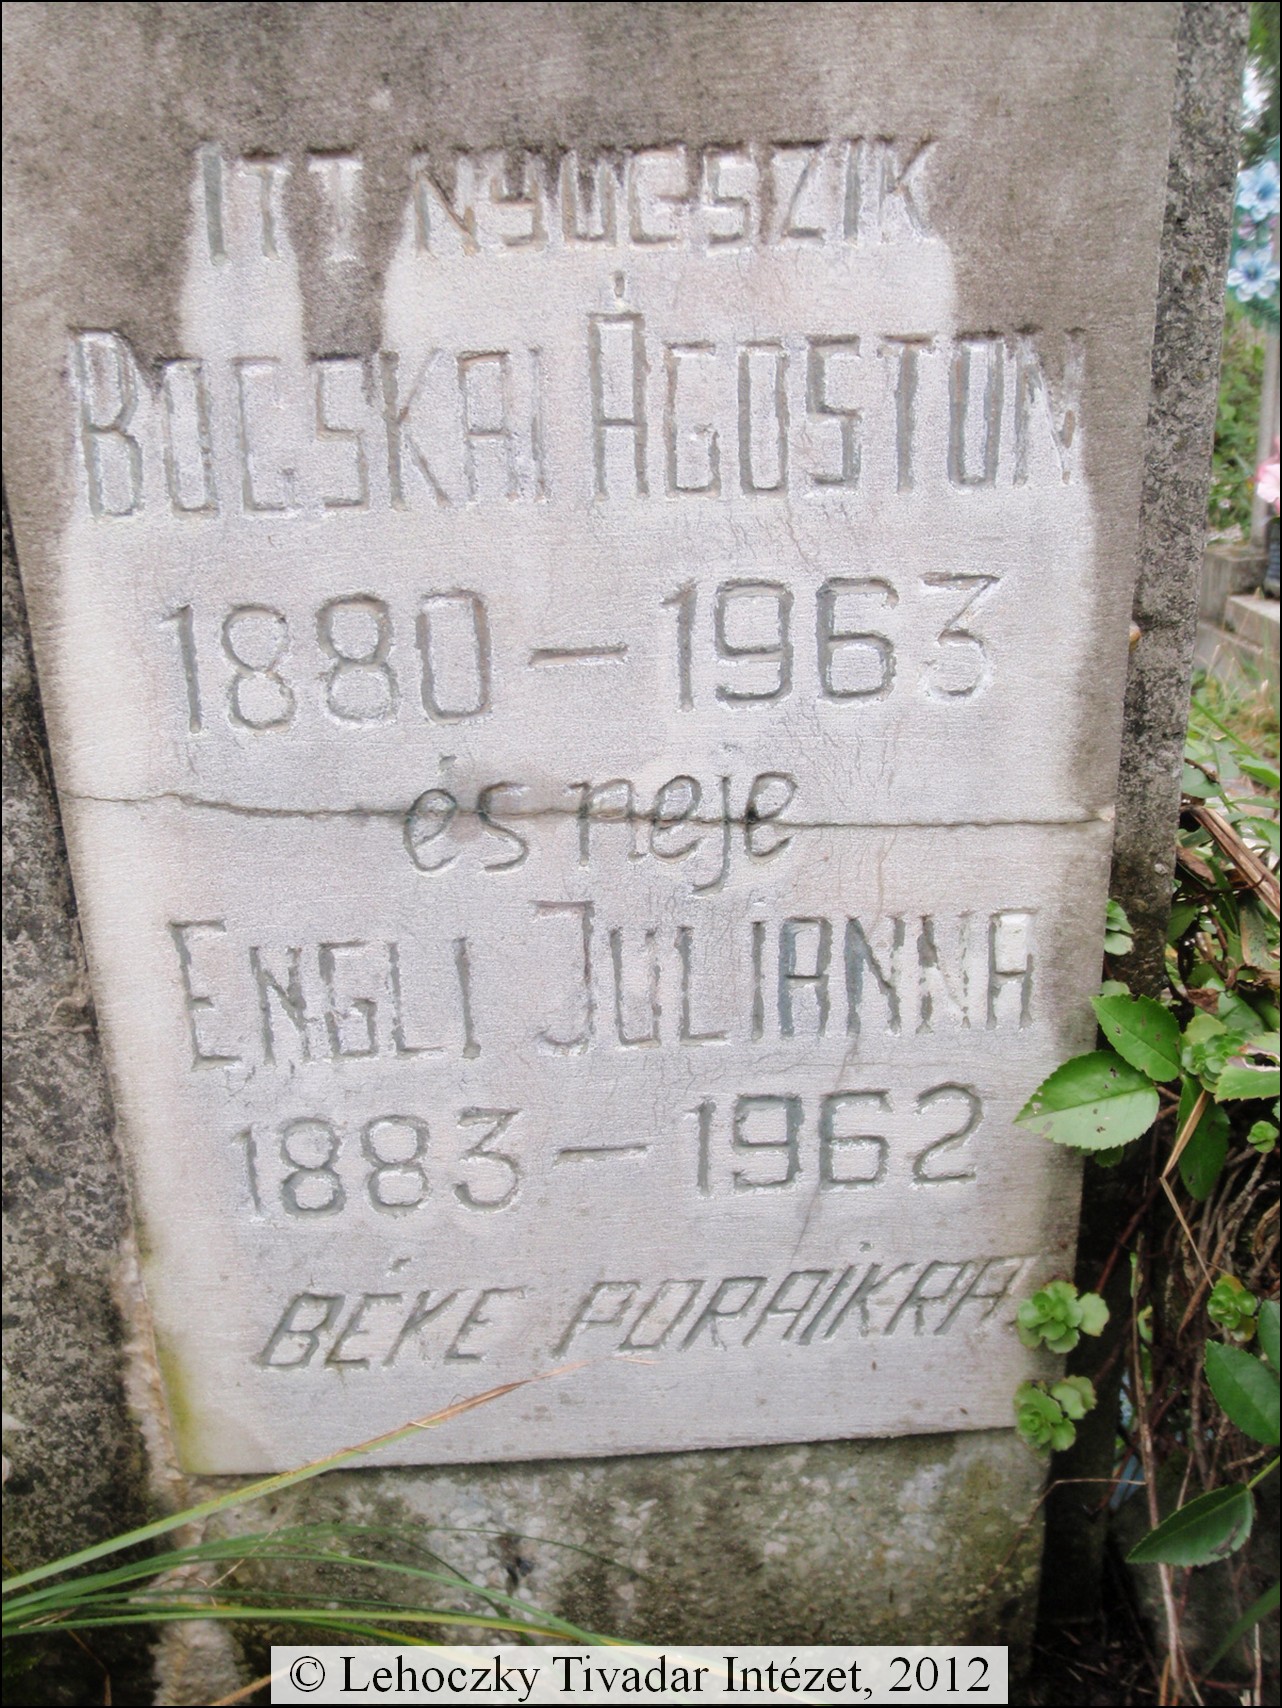 ITT NYUGSZIK
BOCSKAI ÁGOSTON
1880 – 1963
és neje
ENGLI JULIANNA
1883 – 1962
BÉKE PORAIKRA
© Lehoczky Tivadar Intézet, 2012